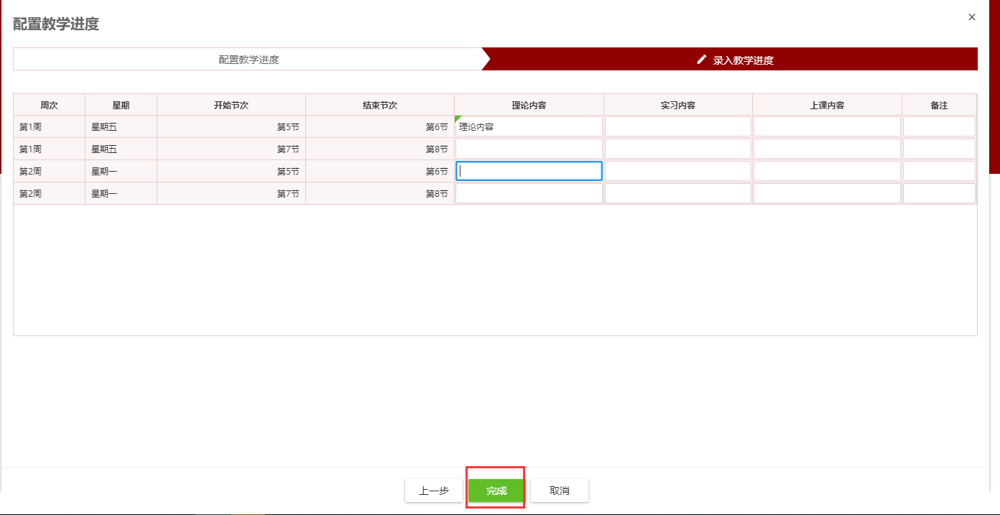 配置教学进度
配置教学进度 录入教学进度
周次 星期 开始节次 结束节次 理论内容 实习内容 上课内容 备注
第1周 星期五 第5节 第6节 理论内容
第1周 星期五 第7节 第8节
第2周 星期一 第5节 第6节
第2周 星期一 第7节 第8节
上一步 完成 取消